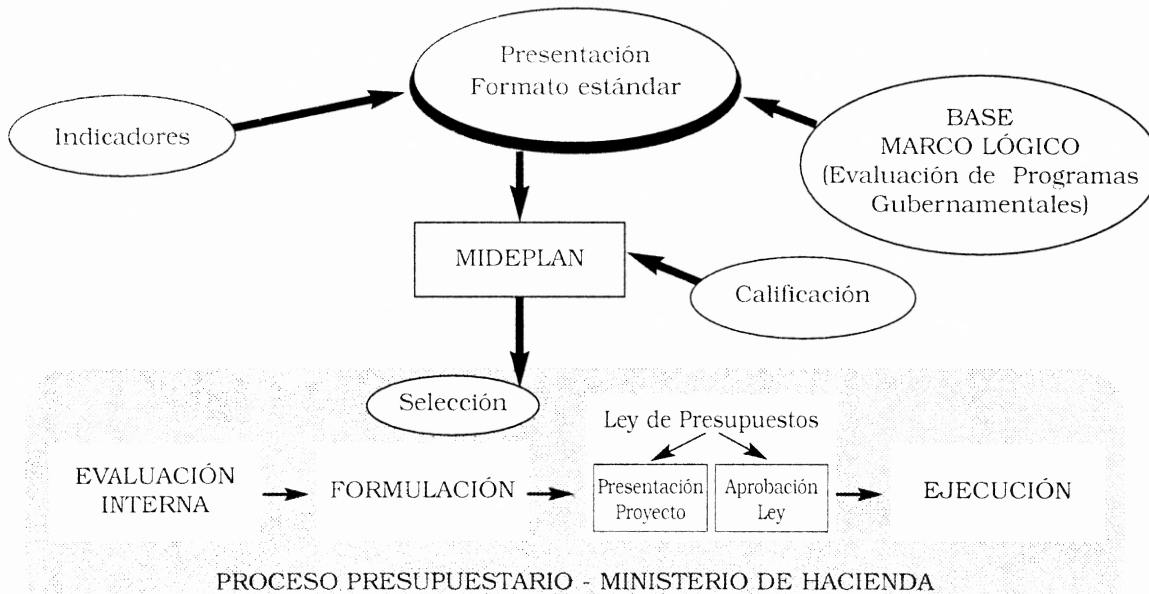 Presentación
Formato estándar
Indicadores
BASE
MARCO LÓGICO
(Evaluación de Programas
Gubernamentales)
MIDEPLAN
Calificación
Selección
Ley de Presupuestos
EVALUACIÓN
INTERNA
FORMULACIÓN
Presentación
Proyecto
Aprobación
Ley
EJECUCIÓN
PROCESO PRESUPUESTARIO - MINISTERIO DE HACIENDA